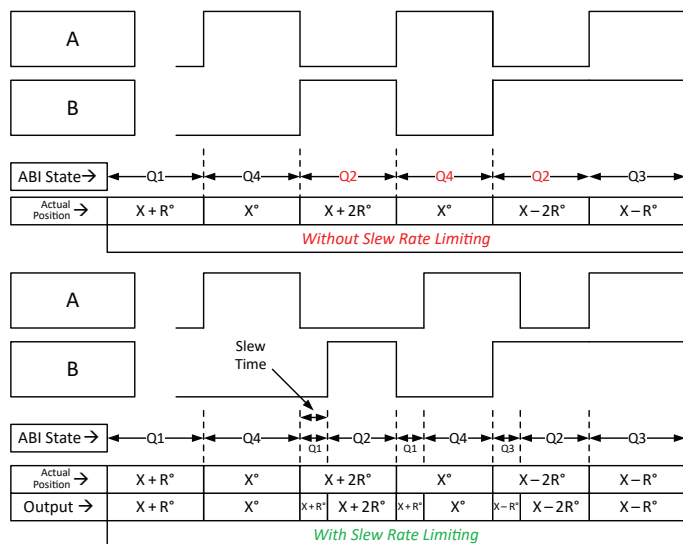 A
B
ABI State→ Q1 Q4 Q2 Q4 Q2 Q3
Actual Position → X + R° X° X + 2R° X° X – 2R° X – R°
Without Slew Rate Limiting
A
B
Slew
Time
ABI State → Q1 Q4 Q1 Q2 Q1 Q4 Q3 Q2 Q3
Actual Position → X + R° X° X + 2R° X° X – 2R° X – R°
Output → X + R° X° X + R° X + 2R° X + R° X° X – R° X – 2R° X – R°
With Slew Rate Limiting